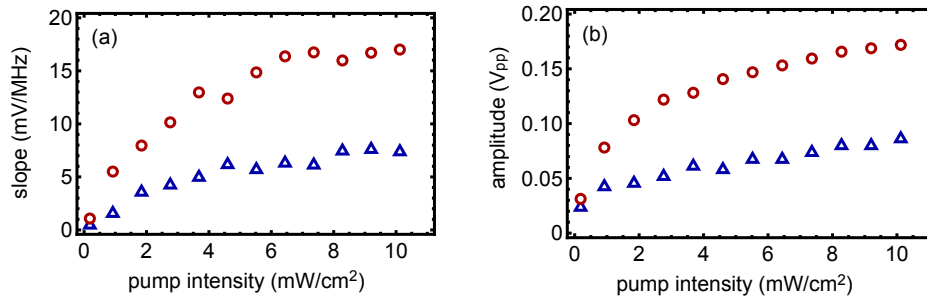 (a)
slope (mV/MHz)
20
15
10
5
0
0 2 4 6 8 10
pump intensity (mW/cm²)
(b)
amplitude (Vpp)
0.20
0.15
0.10
0.05
0.00
0 2 4 6 8 10
pump intensity (mW/cm²)